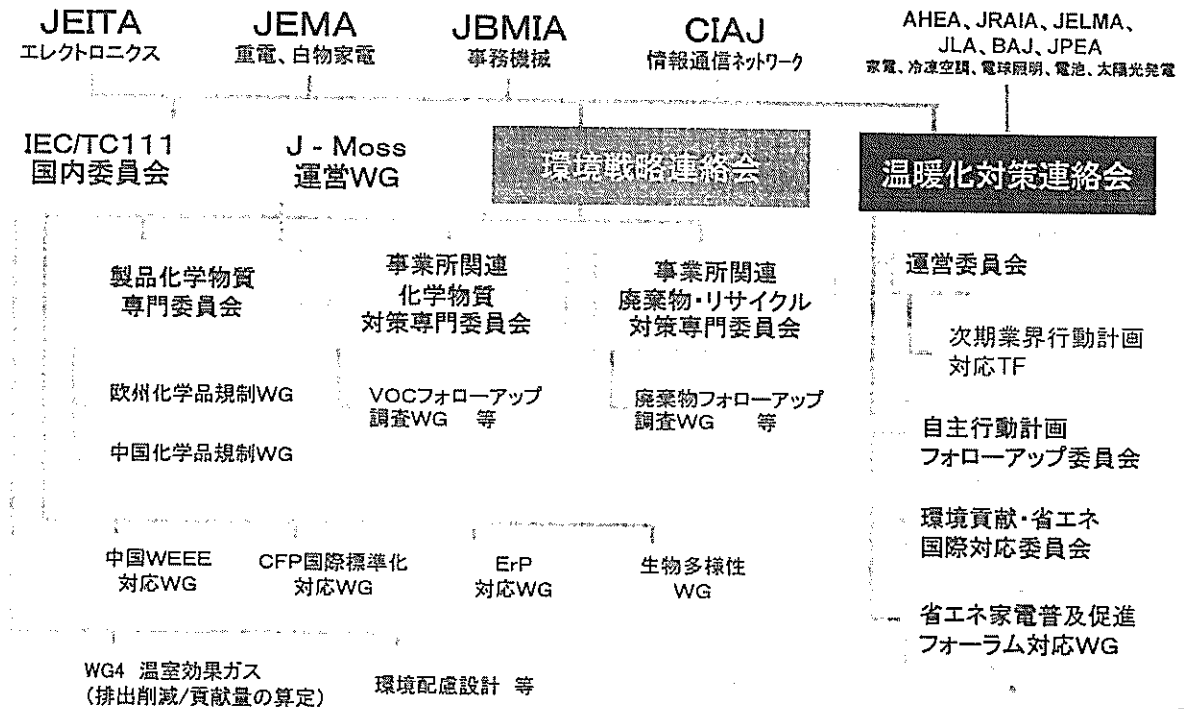 JEITA
エレクトロニクス
JEMA
重電、白物家電
JBMIA
事務機械
CIAJ
情報通信ネットワーク
AHEA、JRAIA、JELMA、
JLA、BAJ、JPEA
家電、冷凍空調、電球照明、電池、太陽光発電
IEC/TC111
国内委員会
J - Moss
運営WG
環境戦略連絡会
温暖化対策連絡会
製品化学物質
専門委員会
事業所関連
化学物質
対策専門委員会
事業所関連
廃棄物・リサイクル
対策専門委員会
運営委員会
次期業界行動計画
対応TF
欧州化学品規制WG
中国化学品規制WG
VOCフォローアップ
調査WG 等
廃棄物フォローアップ
調査WG 等
自主行動計画
フォローアップ委員会
環境貢献・省エネ
国際対応委員会
中国WEEE
対応WG
CFP国際標準化
対応WG
ErP
対応WG
生物多様性
WG
省エネ家電普及促進
フォーラム対応WG
WG4 温室効果ガス
(排出削減/貢献量の算定)
環境配慮設計 等